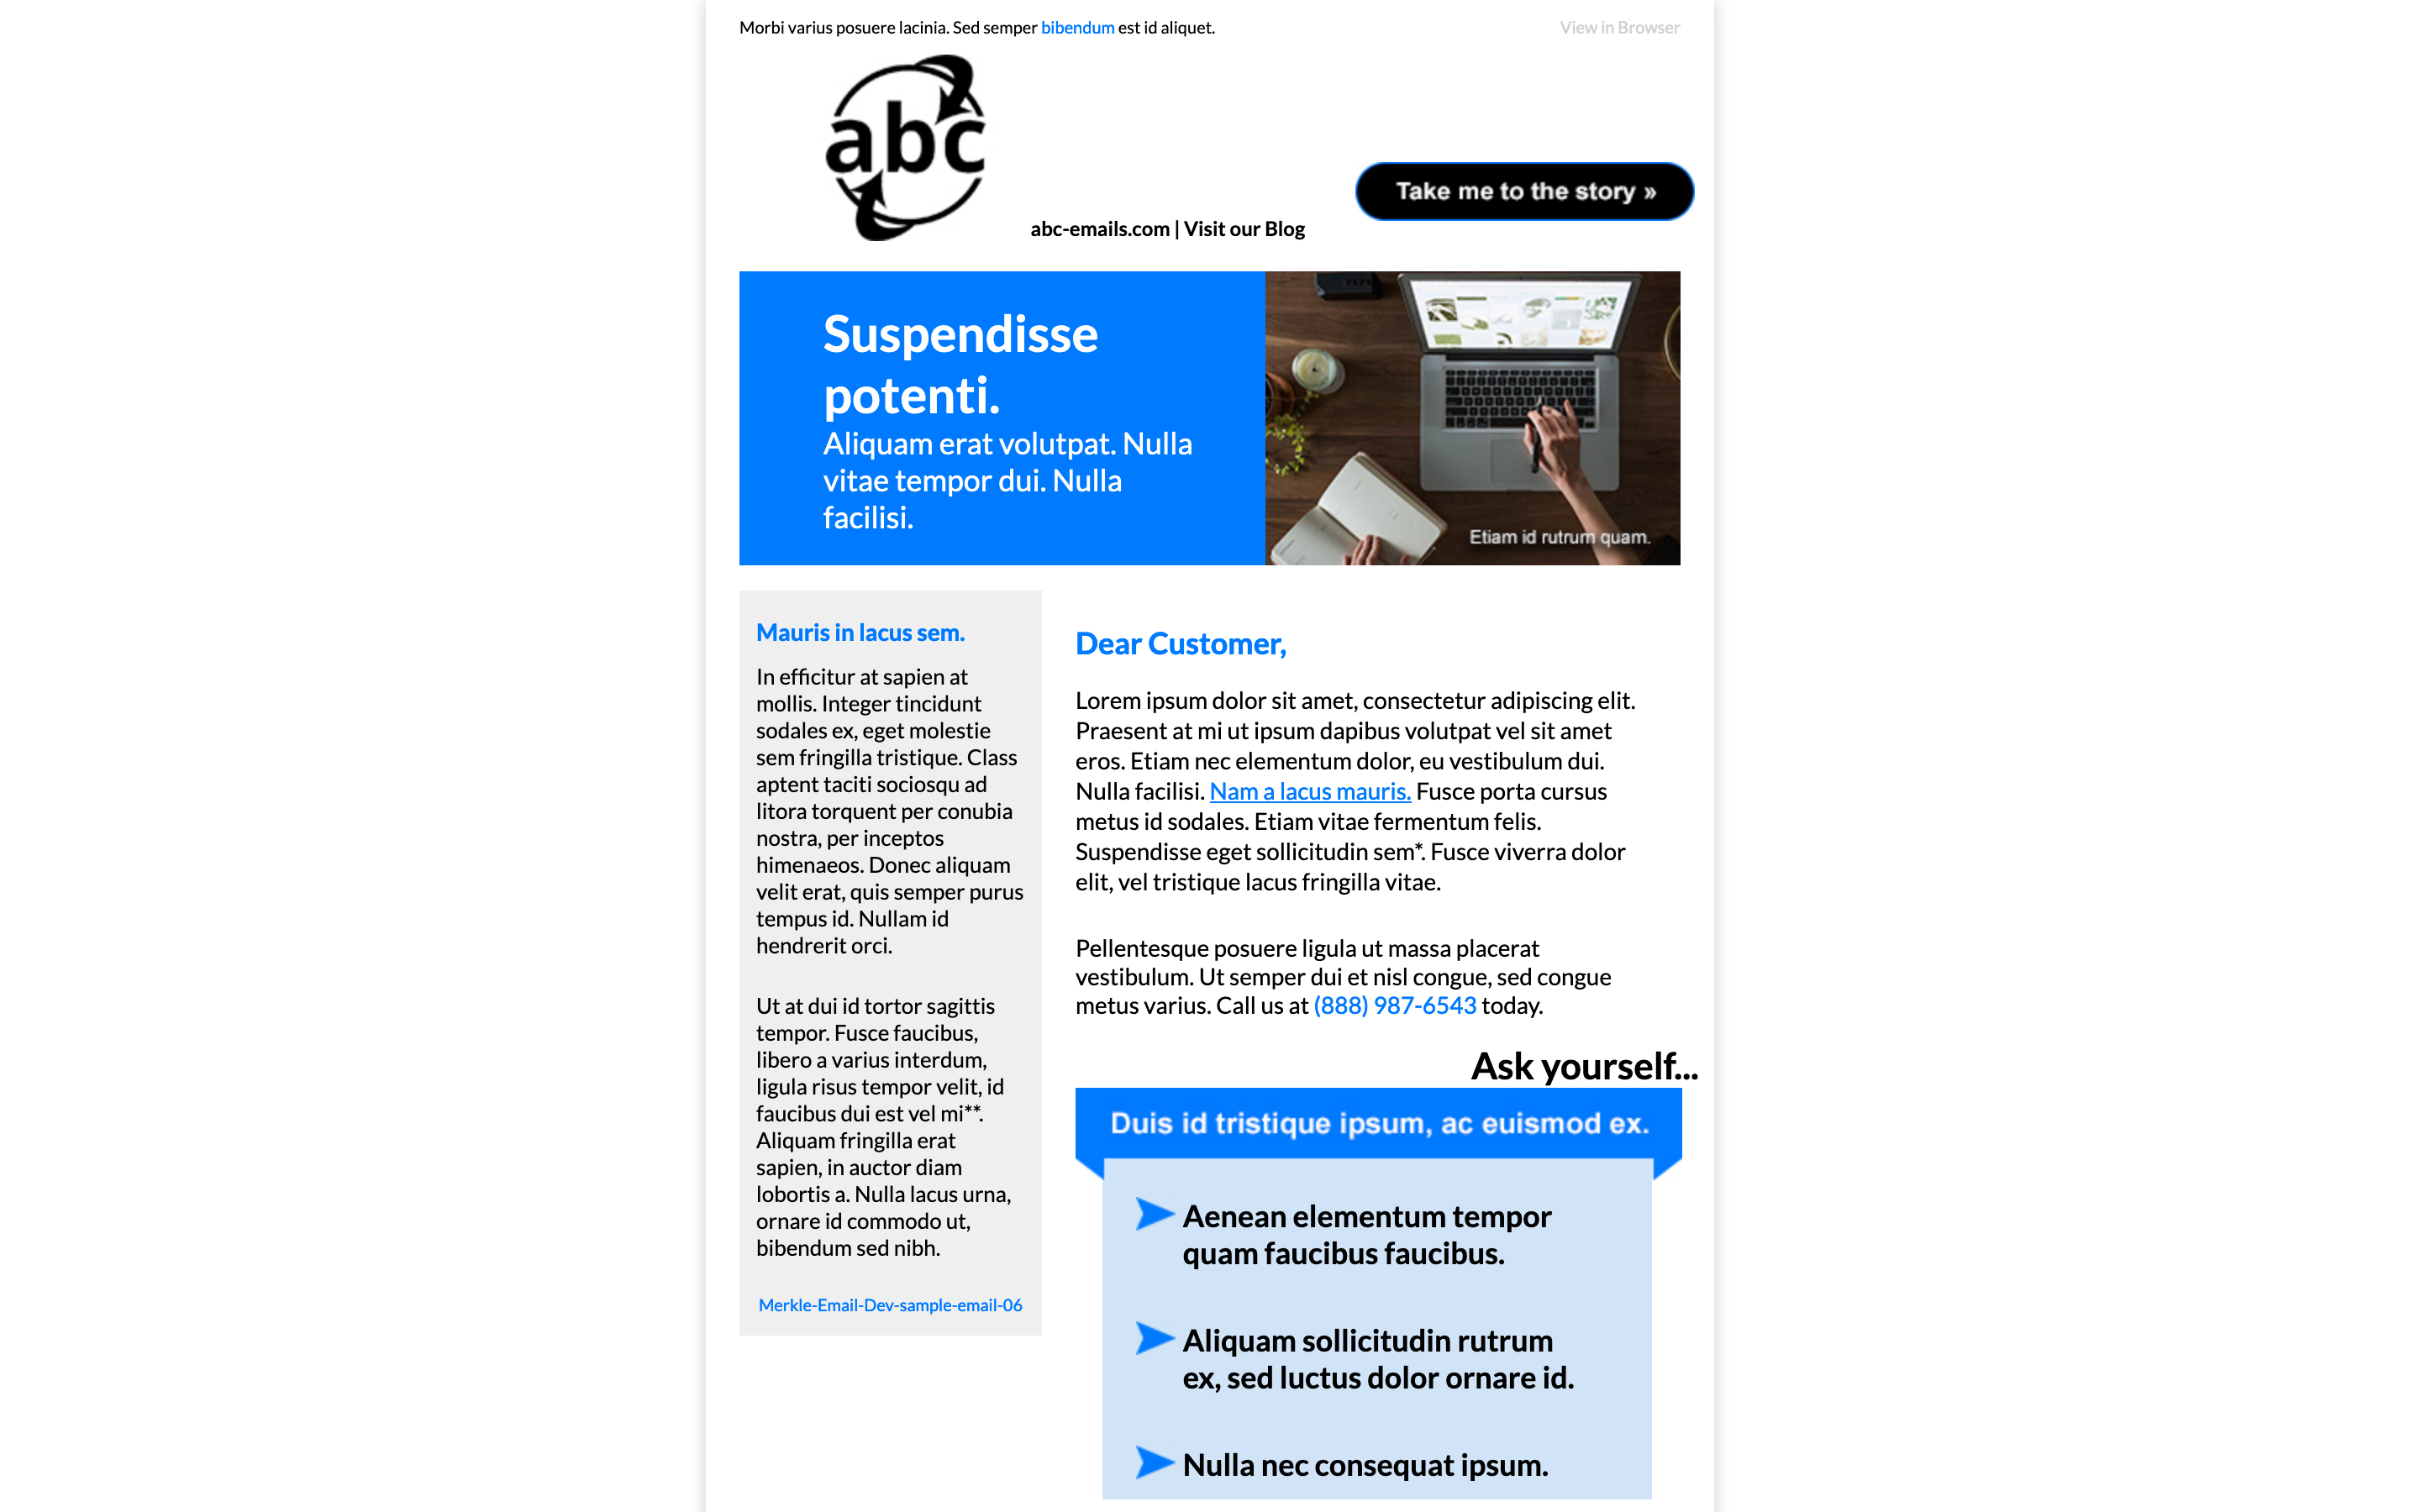 Morbi varius posuere lacinia. Sed semper bibendum est id aliquet.
View in Browser
abc
abc-emails.com | Visit our Blog
Take me to the story »
Suspendisse
potenti.
Aliquam erat volutpat. Nulla
vitae tempor dui. Nulla
facilisi.
Etiam id rutrum quam.
Mauris in lacus sem.
In efficitur at sapien at
mollis. Integer tincidunt
sodales ex, eget molestie
sem fringilla tristique. Class
aptent taciti sociosqu ad
litora torquent per conubia
nostra, per inceptos
himenaeos. Donec aliquam
velit erat, quis semper purus
tempus id. Nullam id
hendrerit orci.
Ut at dui id tortor sagittis
tempor. Fusce faucibus,
libero a varius interdum,
ligula risus tempor velit, id
faucibus dui est vel mi**.
Aliquam fringilla erat
sapien, in auctor diam
lobortis a. Nulla lacus urna,
ornare id commodo ut,
bibendum sed nibh.
Merkle-Email-Dev-sample-email-06
Dear Customer,
Lorem ipsum dolor sit amet, consectetur adipiscing elit.
Praesent at mi ut ipsum dapibus volutpat vel sit amet
eros. Etiam nec elementum dolor, eu vestibulum dui.
Nulla facilisi. Nam a lacus mauris. Fusce porta cursus
metus id sodales. Etiam vitae fermentum felis.
Suspendisse eget sollicitudin sem*. Fusce viverra dolor
elit, vel tristique lacus fringilla vitae.
Pellentesque posuere ligula ut massa placerat
vestibulum. Ut semper dui et nisl congue, sed congue
metus varius. Call us at (888) 987-6543 today.
Ask yourself...
Duis id tristique ipsum, ac euismod ex.
Aenean elementum tempor
quam faucibus faucibus.
Aliquam sollicitudin rutrum
ex, sed luctus dolor ornare id.
Nulla nec consequat ipsum.